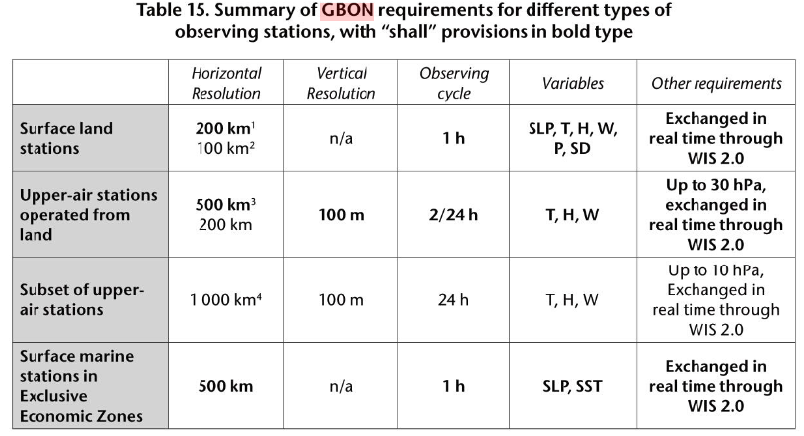 Table 15. Summary of GBON requirements for different types of
observing stations, with “shall” provisions in bold type
Horizontal
Resolution
Vertical
Resolution
Observing
cycle
Variables
Other requirements
Surface land
stations
200 km¹
100 km²
n/a
1 h
SLP, T, H, W,
P, SD
Exchanged in
real time through
WIS 2.0
Upper-air stations
operated from
land
500 km³
200 km
100 m
2/24 h
T, H, W
Up to 30 hPa,
exchanged in
real time through
WIS 2.0
Subset of upper-
air stations
1 000 km⁴
100 m
24 h
T, H, W
Up to 10 hPa,
Exchanged in
real time through
WIS 2.0
Surface marine
stations in
Exclusive
Economic Zones
500 km
n/a
1 h
SLP, SST
Exchanged in
real time through
WIS 2.0